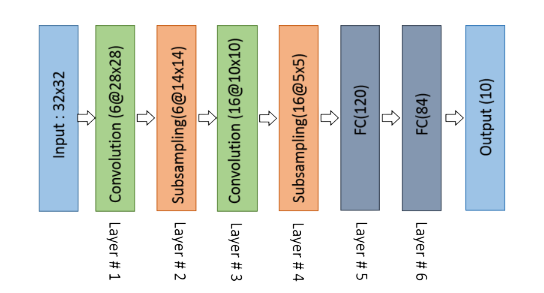 Input : 32x32
Convolution (6@28x28)
Subsampling(6@14x14)
Convolution (16@10x10)
Subsampling(16@5x5)
FC(120)
FC(84)
Output (10)
Layer # 1
Layer # 2
Layer # 3
Layer # 4
Layer # 5
Layer # 6